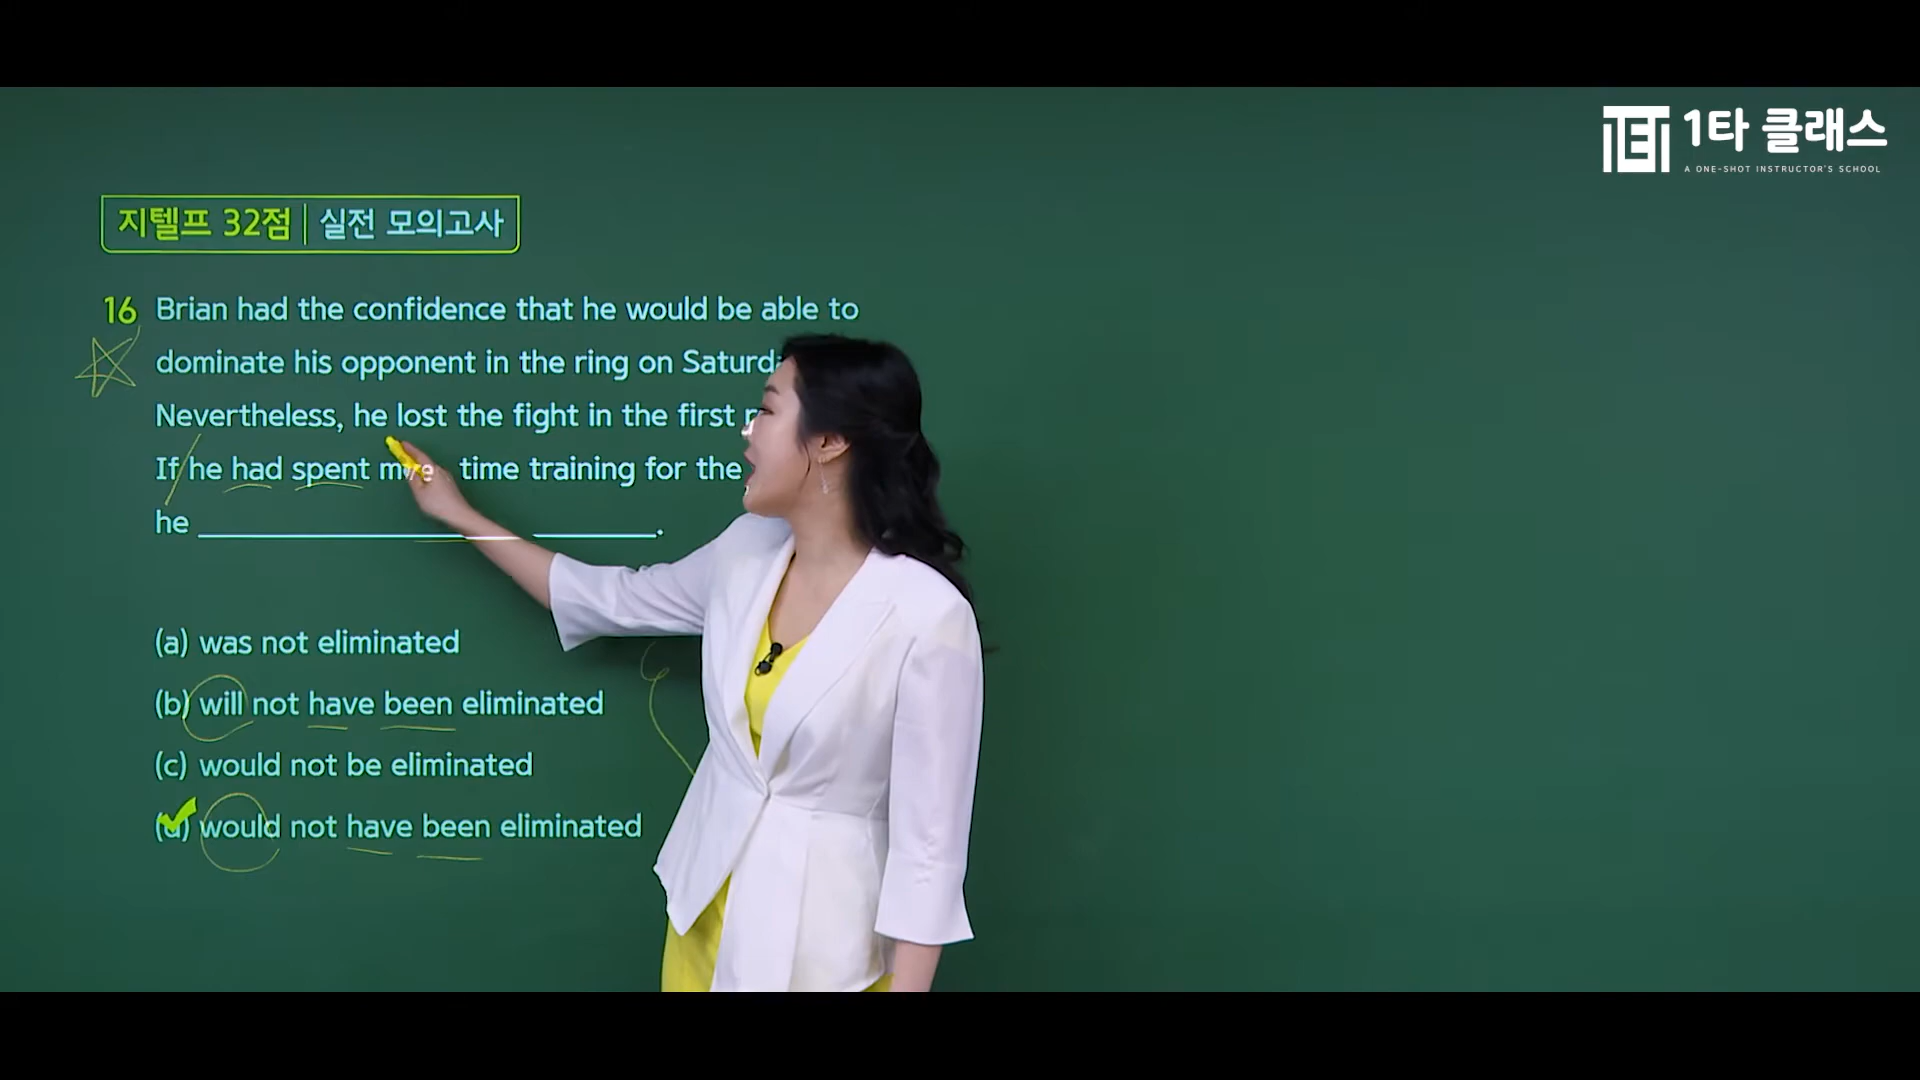 1타 클래스
A ONE-SHOT INSTRUCTOR'S SCHOOL
지텔프 32점 | 실전 모의고사
16 Brian had the confidence that he would be able to
dominate his opponent in the ring on
Nevertheless, he lost the fight in the first
If he had spent time training for the
he ____________________.
(a) was not eliminated
(b) will not have been eliminated
(c) would not be eliminated
(d) would not have been eliminated